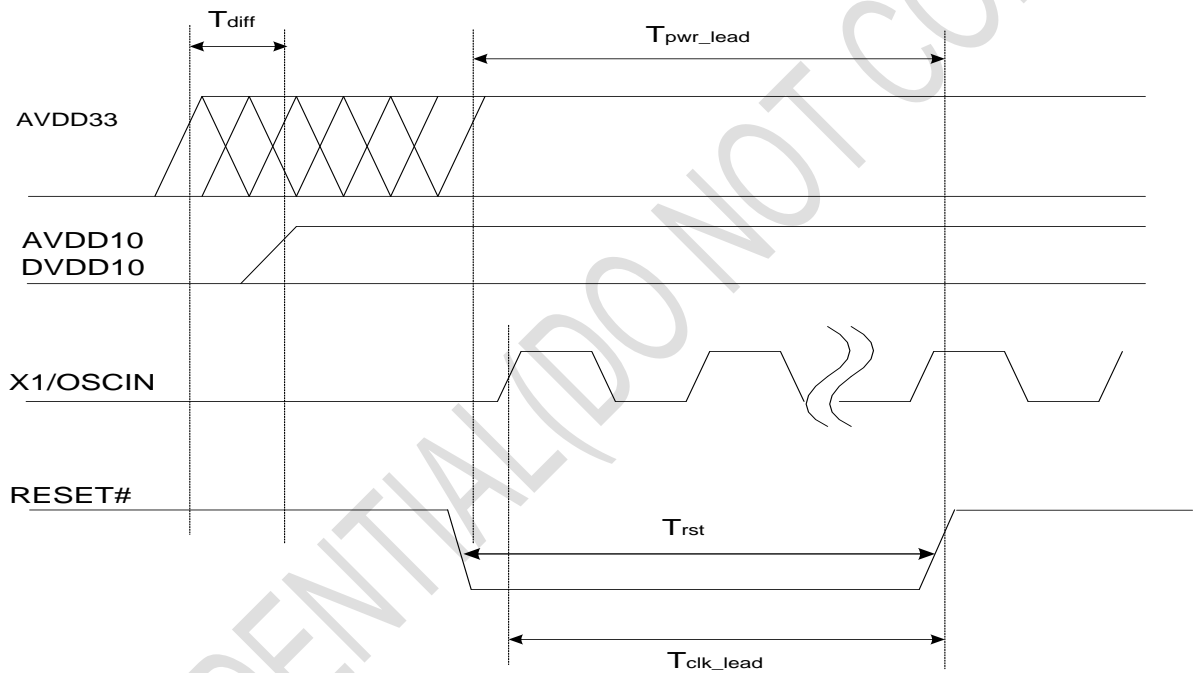 Tdiff
Tpwr_lead
AVDD33
AVDD10
DVDD10
X1/OSCIN
RESET#
Trst
Tclk_lead